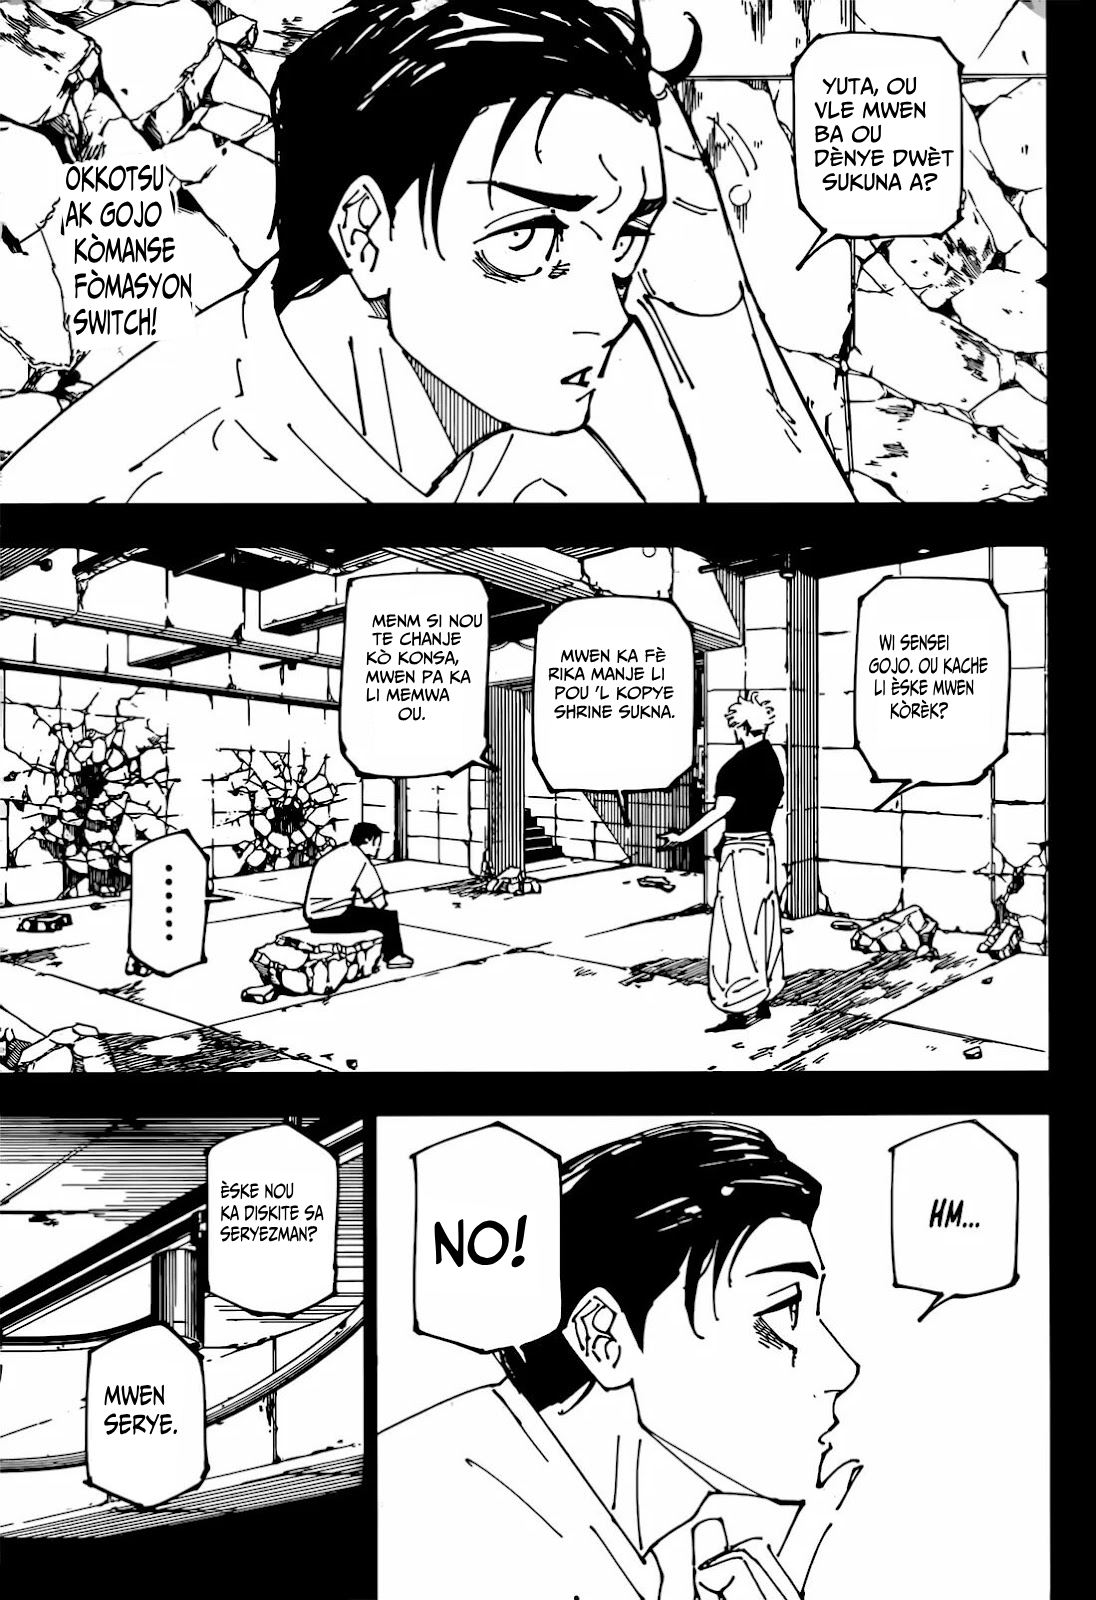 YUTA, OU
VLE MWEN
BA OU
DÈNYE DWÈT
SUKUNA A?
OKKOTSU
AK GOJO
KÒMANSE
FÒMASYON
SWITCH!
WI SENSEI
GOJO. OU KACHE
LI ÈSKE MWEN
KÒRÈK?
MWEN KA FÈ
RIKA MANJE LI
POU 'L KOPYE
SHRINE SUKNA.
MENM SI NOU
TE CHANJE
KÒ KONSA,
MWEN PA KA
LI MEMWA
OU.
......
HM...
NO!
ÈSKE NOU
KA DISKITE SA
SERYEZMAN?
MWEN
SERYE.